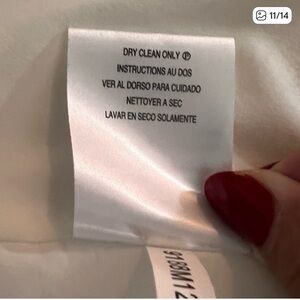 11/14
DRY CLEAN ONLY Ⓟ
INSTRUCTIONS AU DOS
VER AL DORSO PARA CUIDADO
NETTOYER A SEC
LAVAR EN SECO SOLAMENTE